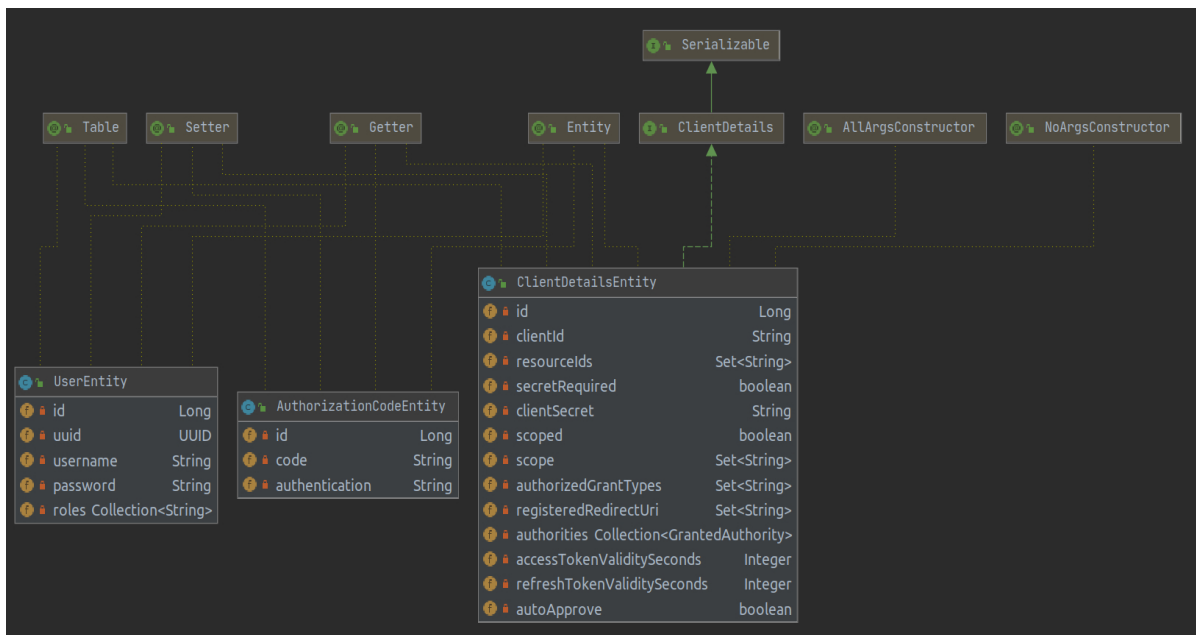 Serializable
Table
Setter
Getter
Entity
ClientDetails
AllArgsConstructor
NoArgsConstructor
ClientDetailsEntity
id Long
clientId String
resourceIds Set<String>
secretRequired boolean
clientSecret String
scoped boolean
scope Set<String>
authorizedGrantTypes Set<String>
registeredRedirectUri Set<String>
authorities Collection<GrantedAuthority>
accessTokenValiditySeconds Integer
refreshTokenValiditySeconds Integer
autoApprove boolean
UserEntity
id Long
uuid UUID
username String
password String
roles Collection<String>
AuthorizationCodeEntity
id Long
code String
authentication String